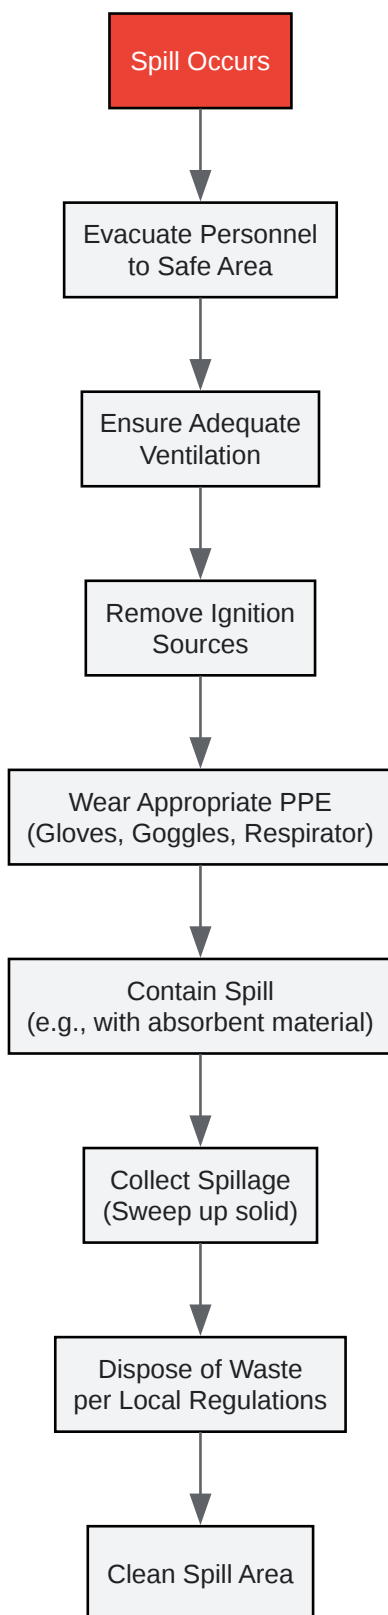 Spill Occurs
Evacuate Personnel
to Safe Area
Ensure Adequate
Ventilation
Remove Ignition
Sources
Wear Appropriate PPE
(Gloves, Goggles, Respirator)
Contain Spill
(e.g., with absorbent material)
Collect Spillage
(Sweep up solid)
Dispose of Waste
per Local Regulations
Clean Spill Area